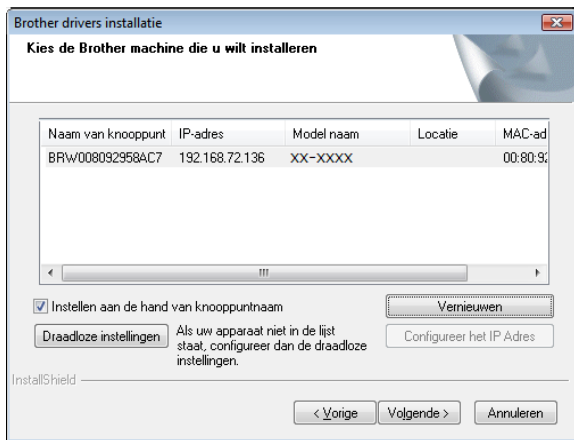 Brother drivers installatie
Kies de Brother machine die u wilt installeren
Naam van knooppunt IP-adres Model naam Locatie MAC-ad
BRW008092958AC7 192.168.72.136 XX-XXXX 00:80:92
Instellen aan de hand van knooppuntnaam
Vernieuwen
Draadloze instellingen
Als uw apparaat niet in de lijst
staat, configureer dan de draadloze
instellingen.
Configureer het IP Adres
InstallShield
< Vorige Volgende > Annuleren